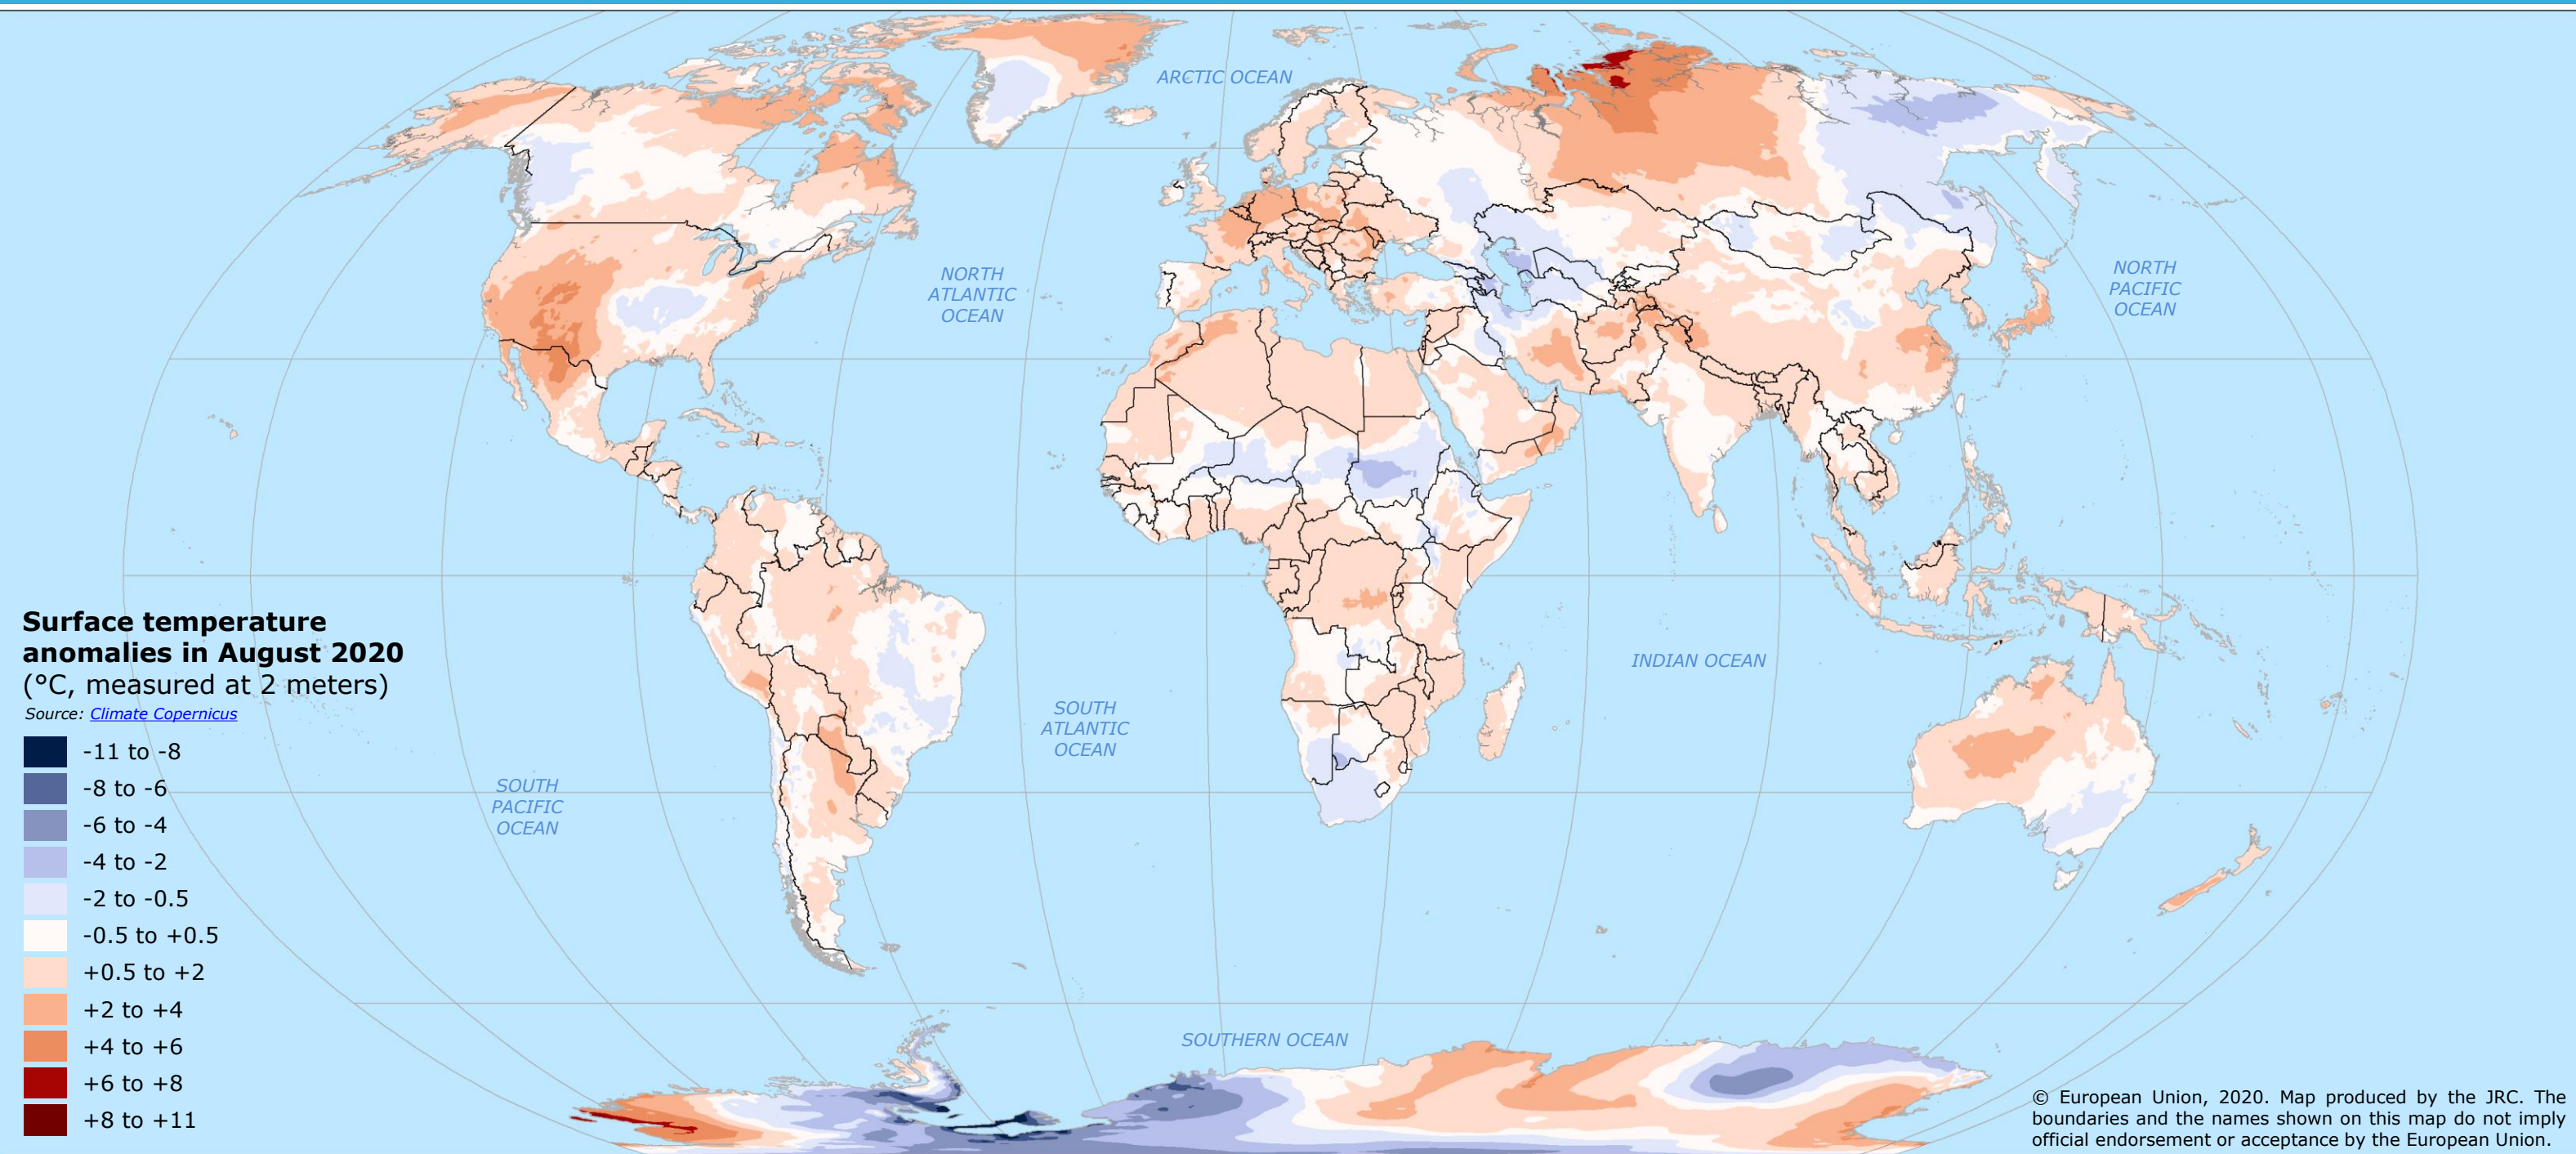 ARCTIC OCEAN
NORTH
ATLANTIC
OCEAN
NORTH
PACIFIC
OCEAN
INDIAN OCEAN
SOUTH
ATLANTIC
OCEAN
SOUTH
PACIFIC
OCEAN
SOUTHERN OCEAN
Surface temperature
anomalies in August 2020
(°C, measured at 2 meters)
Source: Climate Copernicus
-11 to -8
-8 to -6
-6 to -4
-4 to -2
-2 to -0.5
-0.5 to +0.5
+0.5 to +2
+2 to +4
+4 to +6
+6 to +8
+8 to +11
© European Union, 2020. Map produced by the JRC. The
boundaries and the names shown on this map do not imply
official endorsement or acceptance by the European Union.